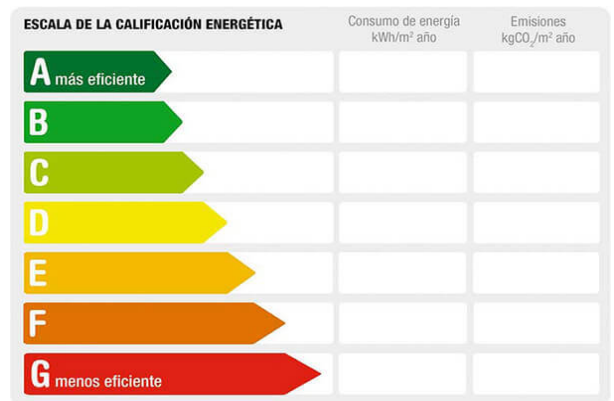 ESCALA DE LA CALIFICACIÓN ENERGÉTICA
Consumo de energía
kWh/m² año
Emisiones
kgCO₂/m² año
A más eficiente
B
C
D
E
F
G menos eficiente